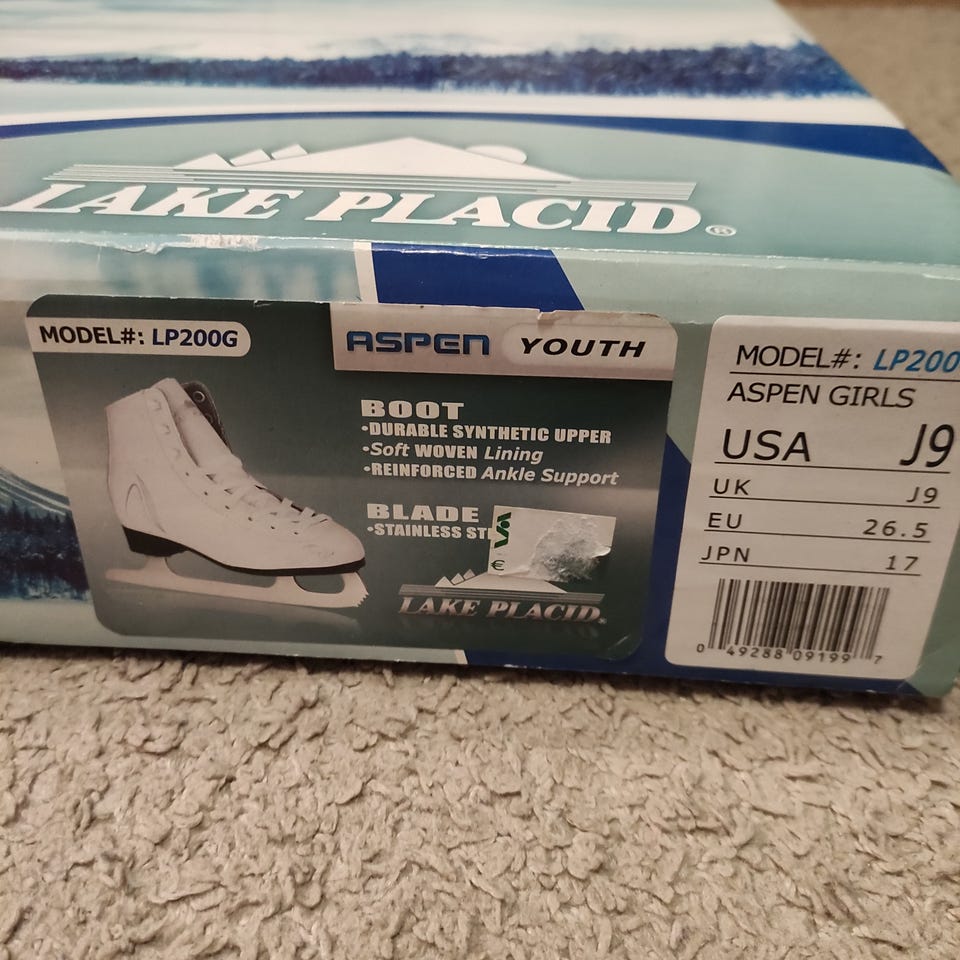 LAKE PLACID®
MODEL#: LP200G
ASPEN YOUTH
BOOT
•DURABLE SYNTHETIC UPPER
•Soft WOVEN Lining
•REINFORCED Ankle Support
BLADE
•STAINLESS
€
LAKE PLACID®
MODEL#: LP200
ASPEN GIRLS
USA J9
UK J9
EU 26.5
JPN 17
0 49288 09199 7